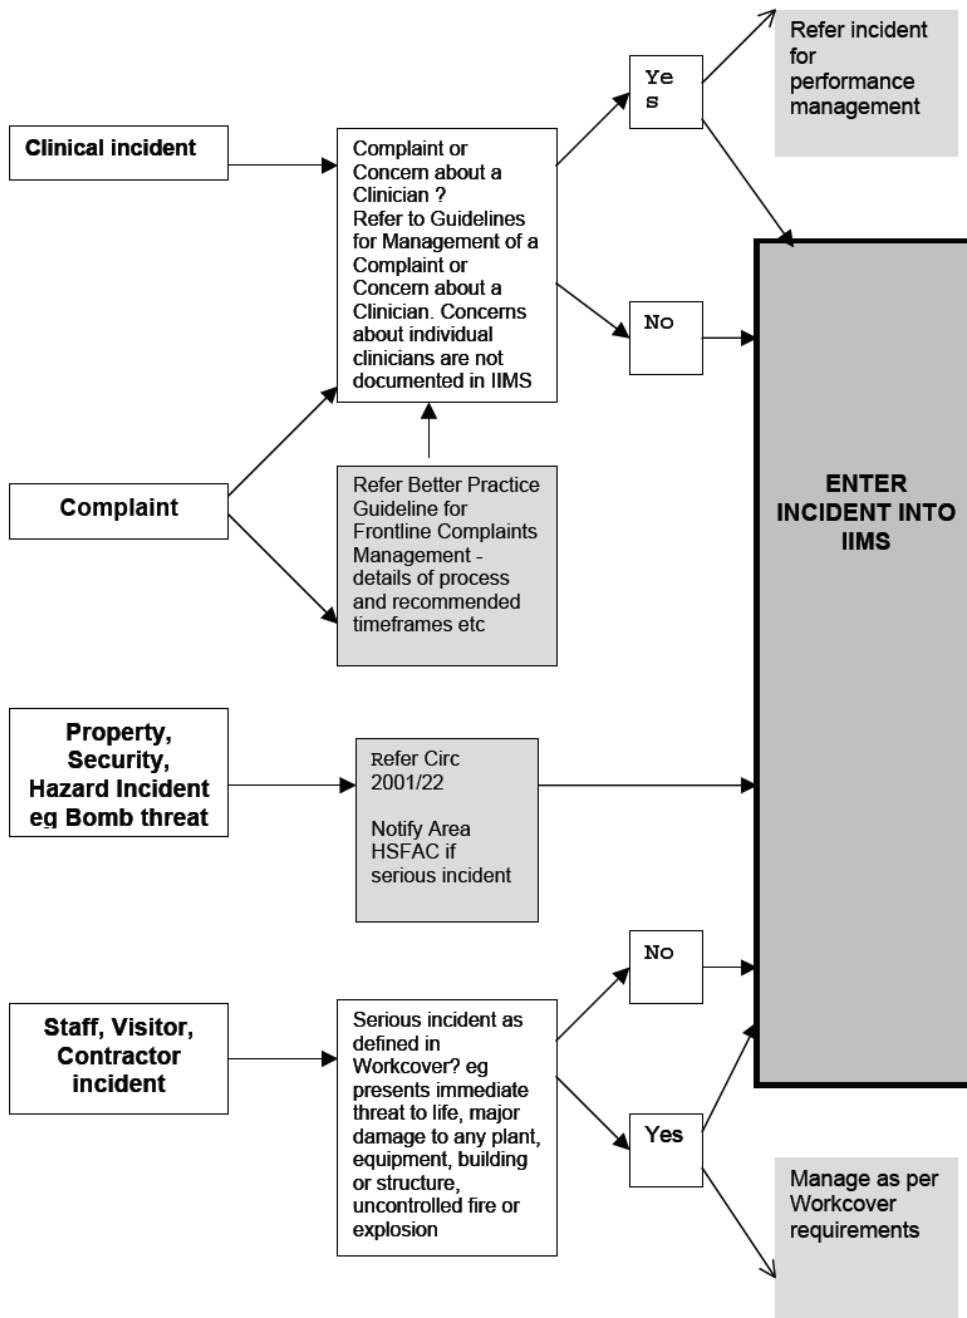 Refer incident
for
performance
management
Ye
s
Clinical incident
Complaint or
Concern about a
Clinician ?
Refer to Guidelines
for Management of a
Complaint or
Concern about a
Clinician. Concerns
about individual
clinicians are not
documented in IIMS
No
Complaint
Refer Better Practice
Guideline for
Frontline Complaints
Management -
details of process
and recommended
timeframes etc
ENTER
INCIDENT INTO
IIMS
Property,
Security,
Hazard Incident
eg Bomb threat
Refer Circ
2001/22
Notify Area
HSFAC if
serious incident
No
Staff, Visitor,
Contractor
incident
Serious incident as
defined in
Workcover? eg
presents immediate
threat to life, major
damage to any plant,
equipment, building
or structure,
uncontrolled fire or
explosion
Yes
Manage as per
Workcover
requirements